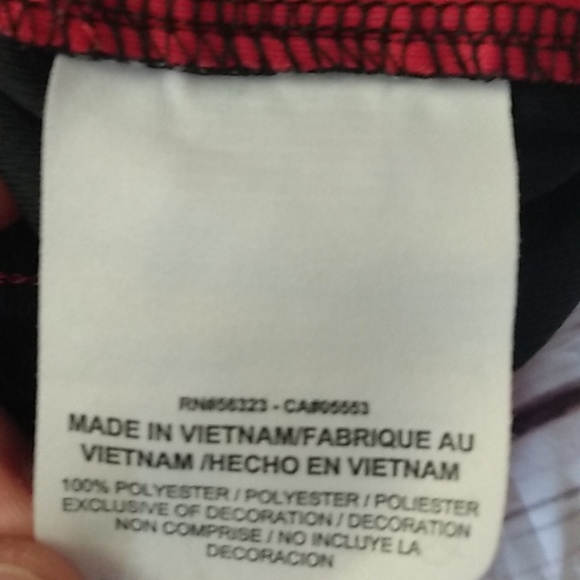 RN#56323 - CA#05553
MADE IN VIETNAM/FABRIQUE AU
VIETNAM /HECHO EN VIETNAM
100% POLYESTER / POLYESTER / POLIESTER
EXCLUSIVE OF DECORATION / DECORATION
NON COMPRISE / NO INCLUYE LA
DECORACION